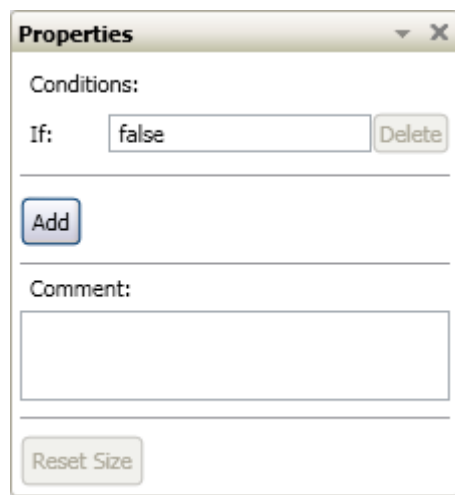 Properties
Conditions:
If: false Delete
Add
Comment:
Reset Size